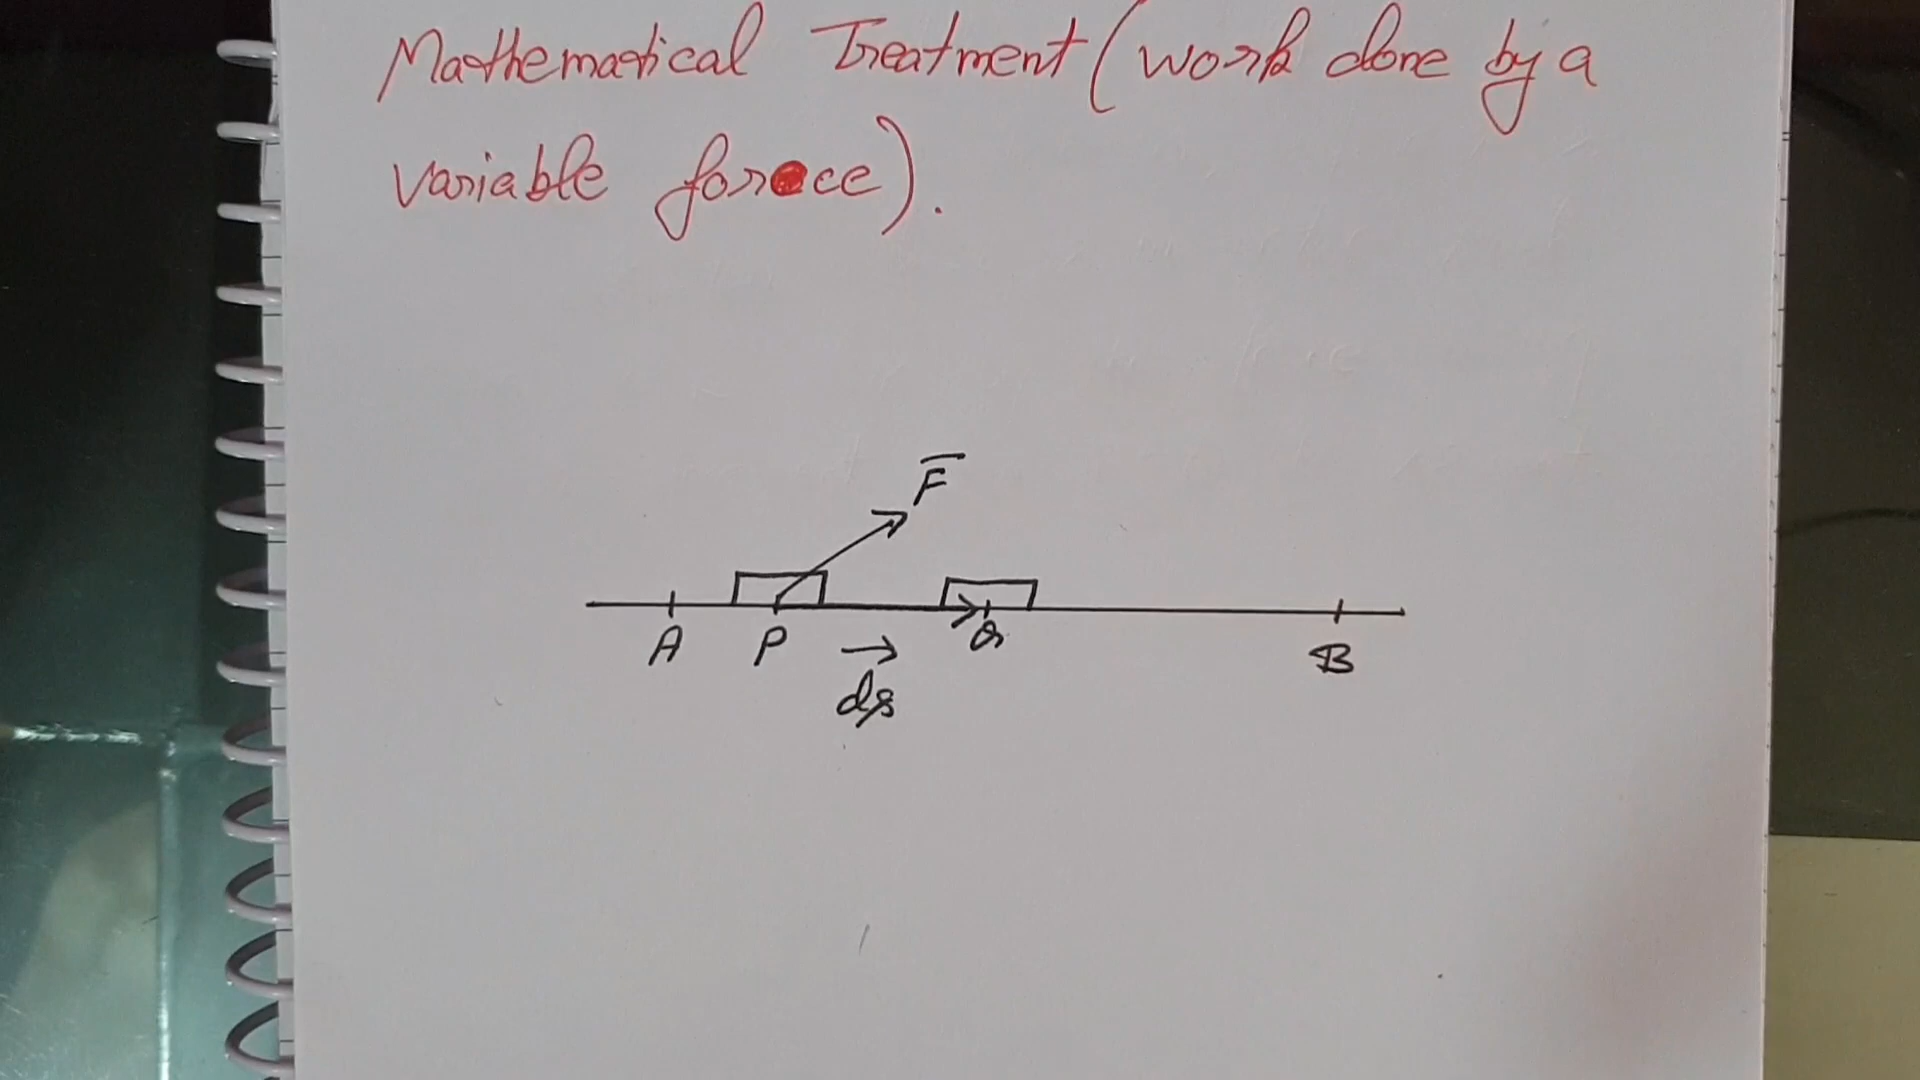 Mathematical Treatment (work done by a
variable force).
F
A P Q B
ds